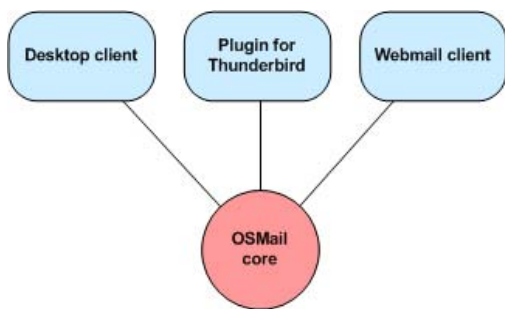 Desktop client
Plugin for
Thunderbird
Webmail client
OSMail
core